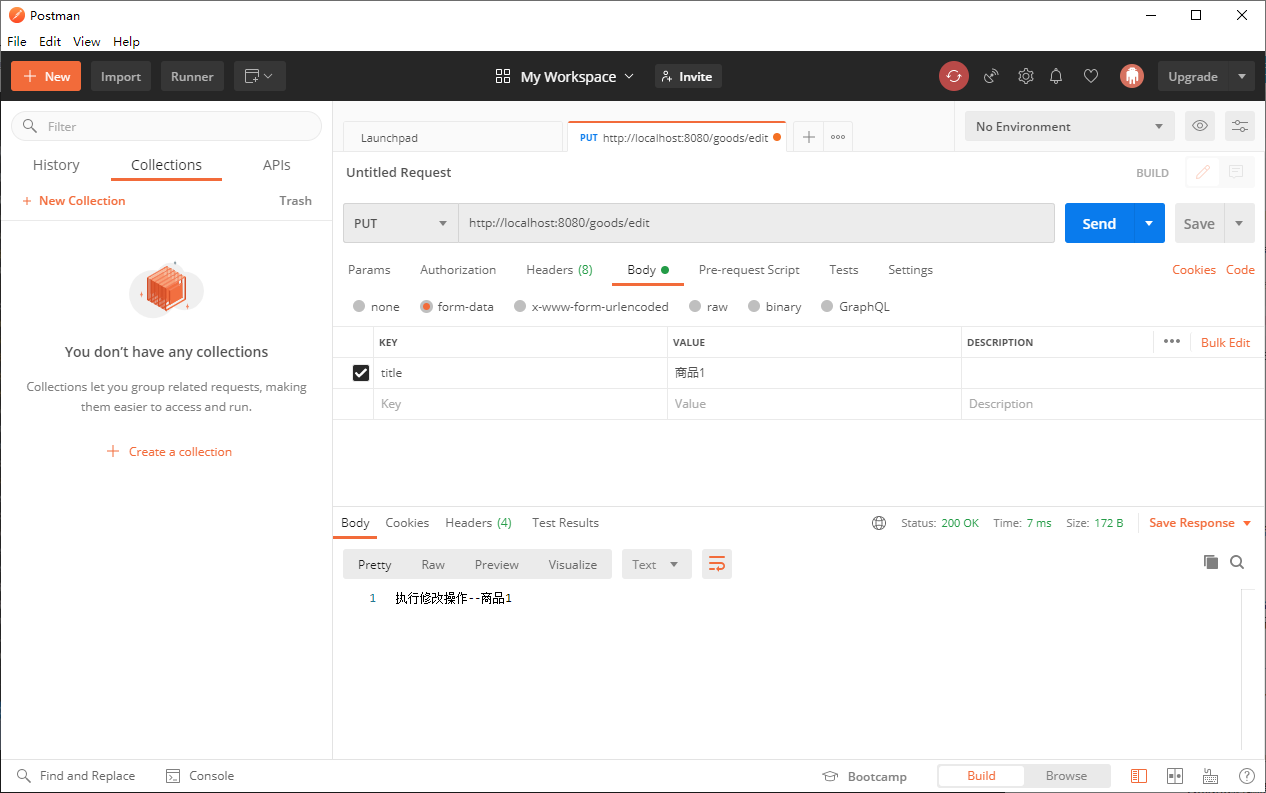 Postman
File Edit View Help
New Import Runner My Workspace Invite Upgrade
Filter
History Collections APIs
New Collection Trash
You don’t have any collections
Collections let you group related requests, making
them easier to access and run.
Create a collection
Launchpad PUT http://localhost:8080/goods/edit No Environment
Untitled Request BUILD
PUT http://localhost:8080/goods/edit Send Save
Params Authorization Headers (8) Body Pre-request Script Tests Settings Cookies Code
none form-data x-www-form-urlencoded raw binary GraphQL
KEY VALUE DESCRIPTION Bulk Edit
title 商品1
Key Value Description
Body Cookies Headers (4) Test Results Status: 200 OK Time: 7 ms Size: 172 B Save Response
Pretty Raw Preview Visualize Text
1 执行修改操作--商品1
Find and Replace Console Bootcamp Build Browse